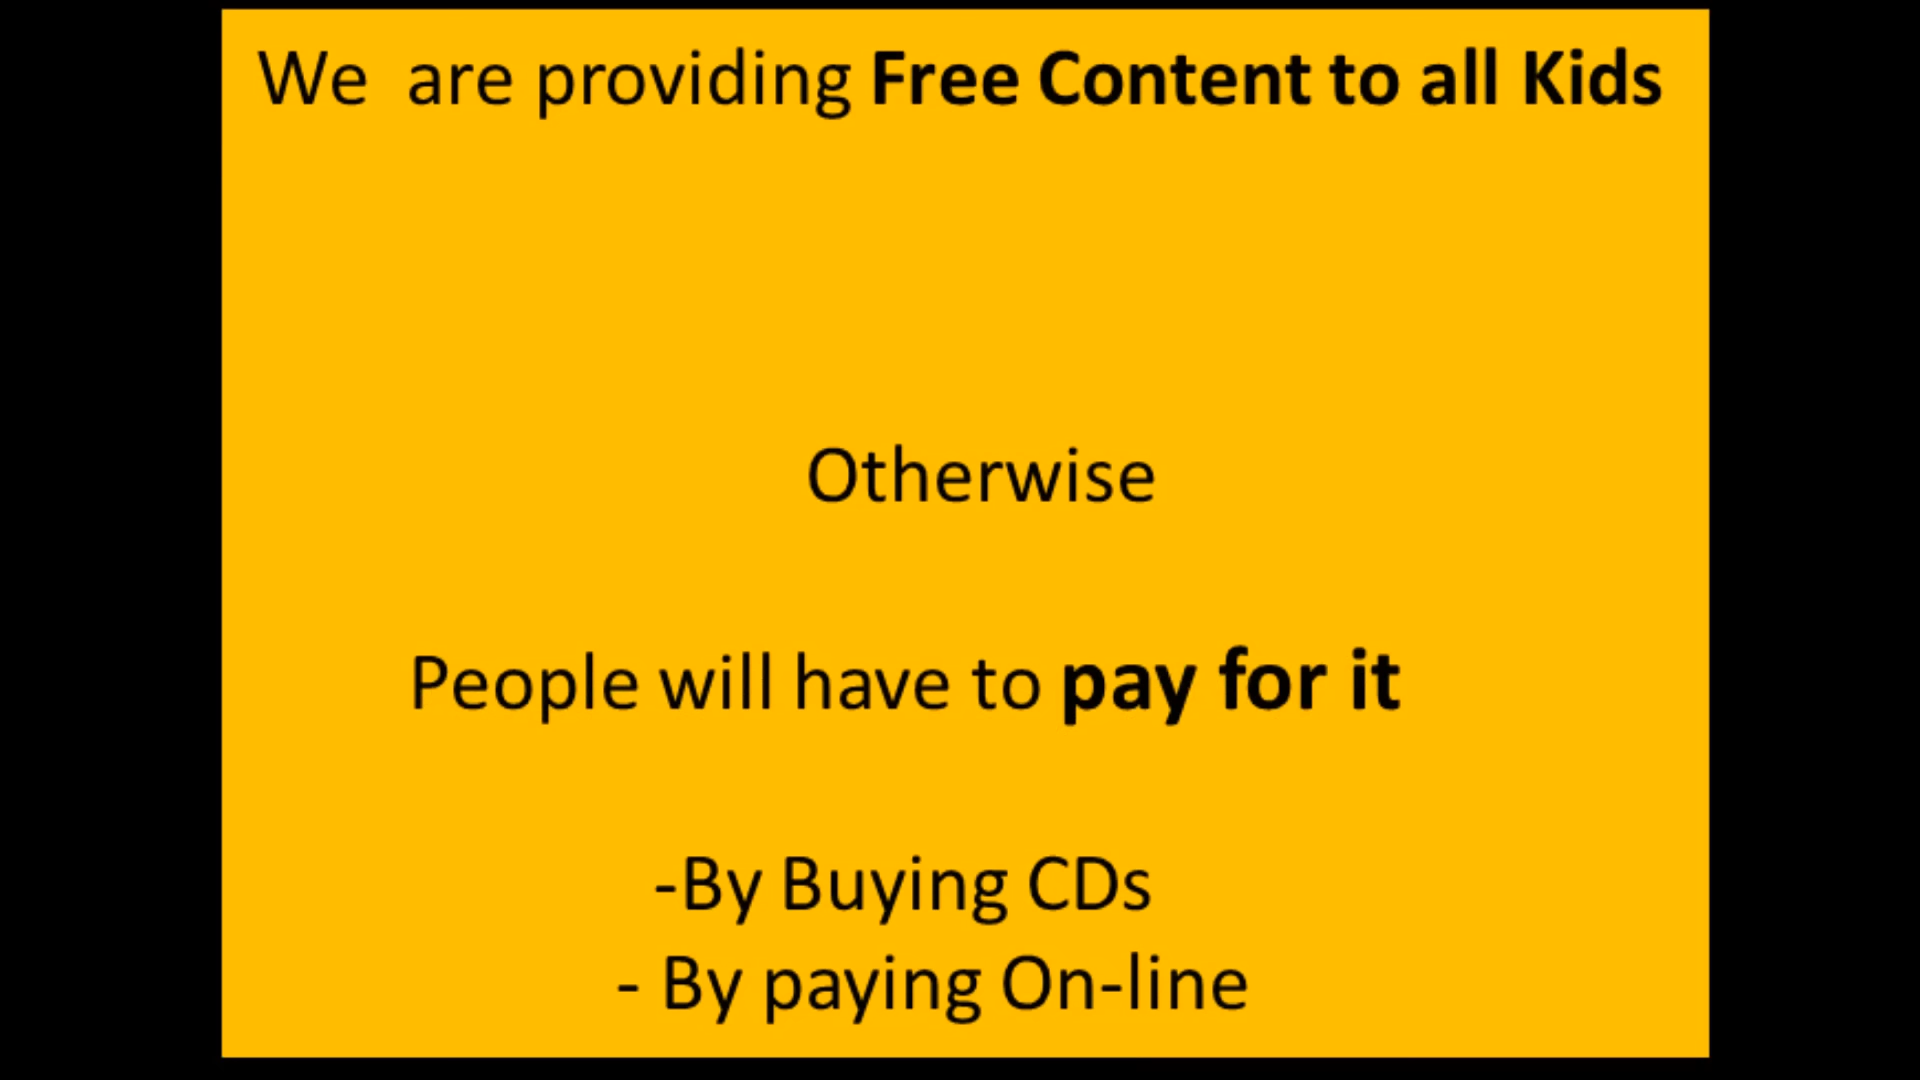 We  are providing Free Content to all Kids
Otherwise
People will have to pay for it
-By Buying CDs
- By paying On-line